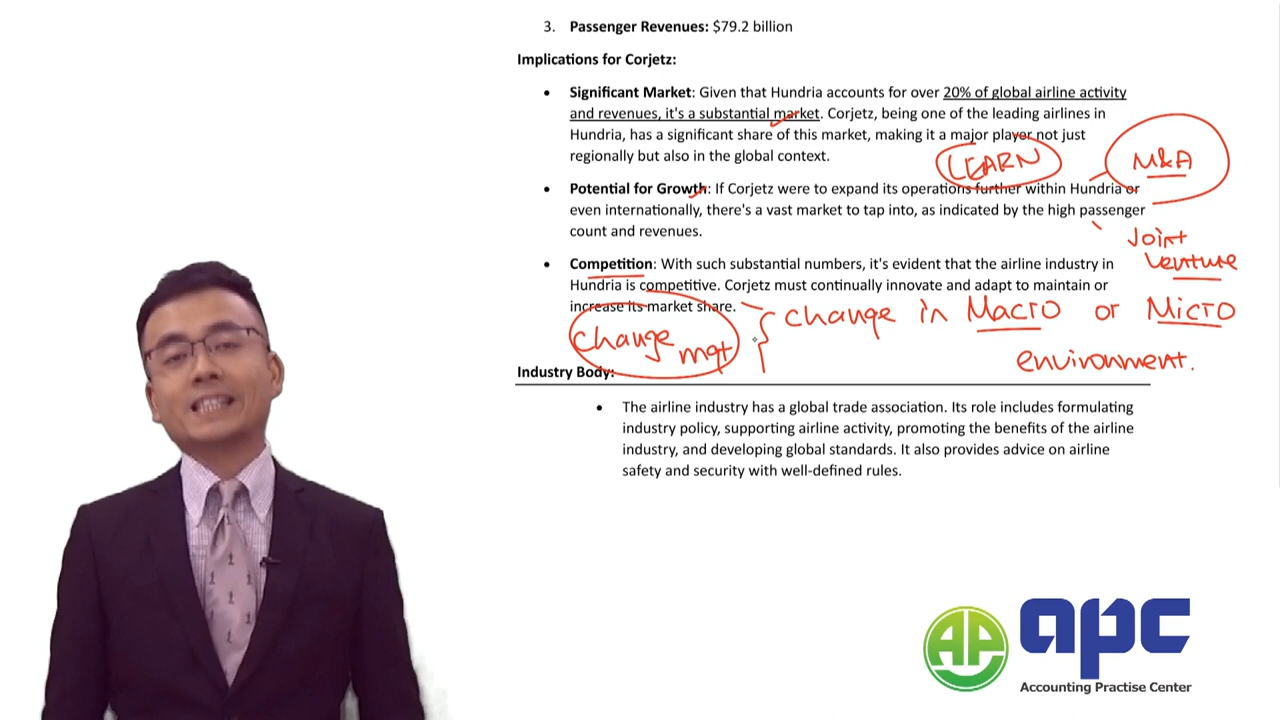 3. Passenger Revenues: $79.2 billion
Implications for Corjetz:
• Significant Market: Given that Hundria accounts for over 20% of global airline activity
and revenues, it's a substantial market. Corjetz, being one of the leading airlines in
Hundria, has a significant share of this market, making it a major player not just
regionally but also in the global context.
LEARN
M&A
• Potential for Growth: If Corjetz were to expand its operations further within Hundria or
even internationally, there's a vast market to tap into, as indicated by the high passenger
count and revenues.
Joint
Venture
• Competition: With such substantial numbers, it's evident that the airline industry in
Hundria is competitive. Corjetz must continually innovate and adapt to maintain or
increase its market share.
change in Macro or Micro
environment.
change
mgt
Industry Body:
• The airline industry has a global trade association. Its role includes formulating
industry policy, supporting airline activity, promoting the benefits of the airline
industry, and developing global standards. It also provides advice on airline
safety and security with well-defined rules.
AP
apc
Accounting Practise Center